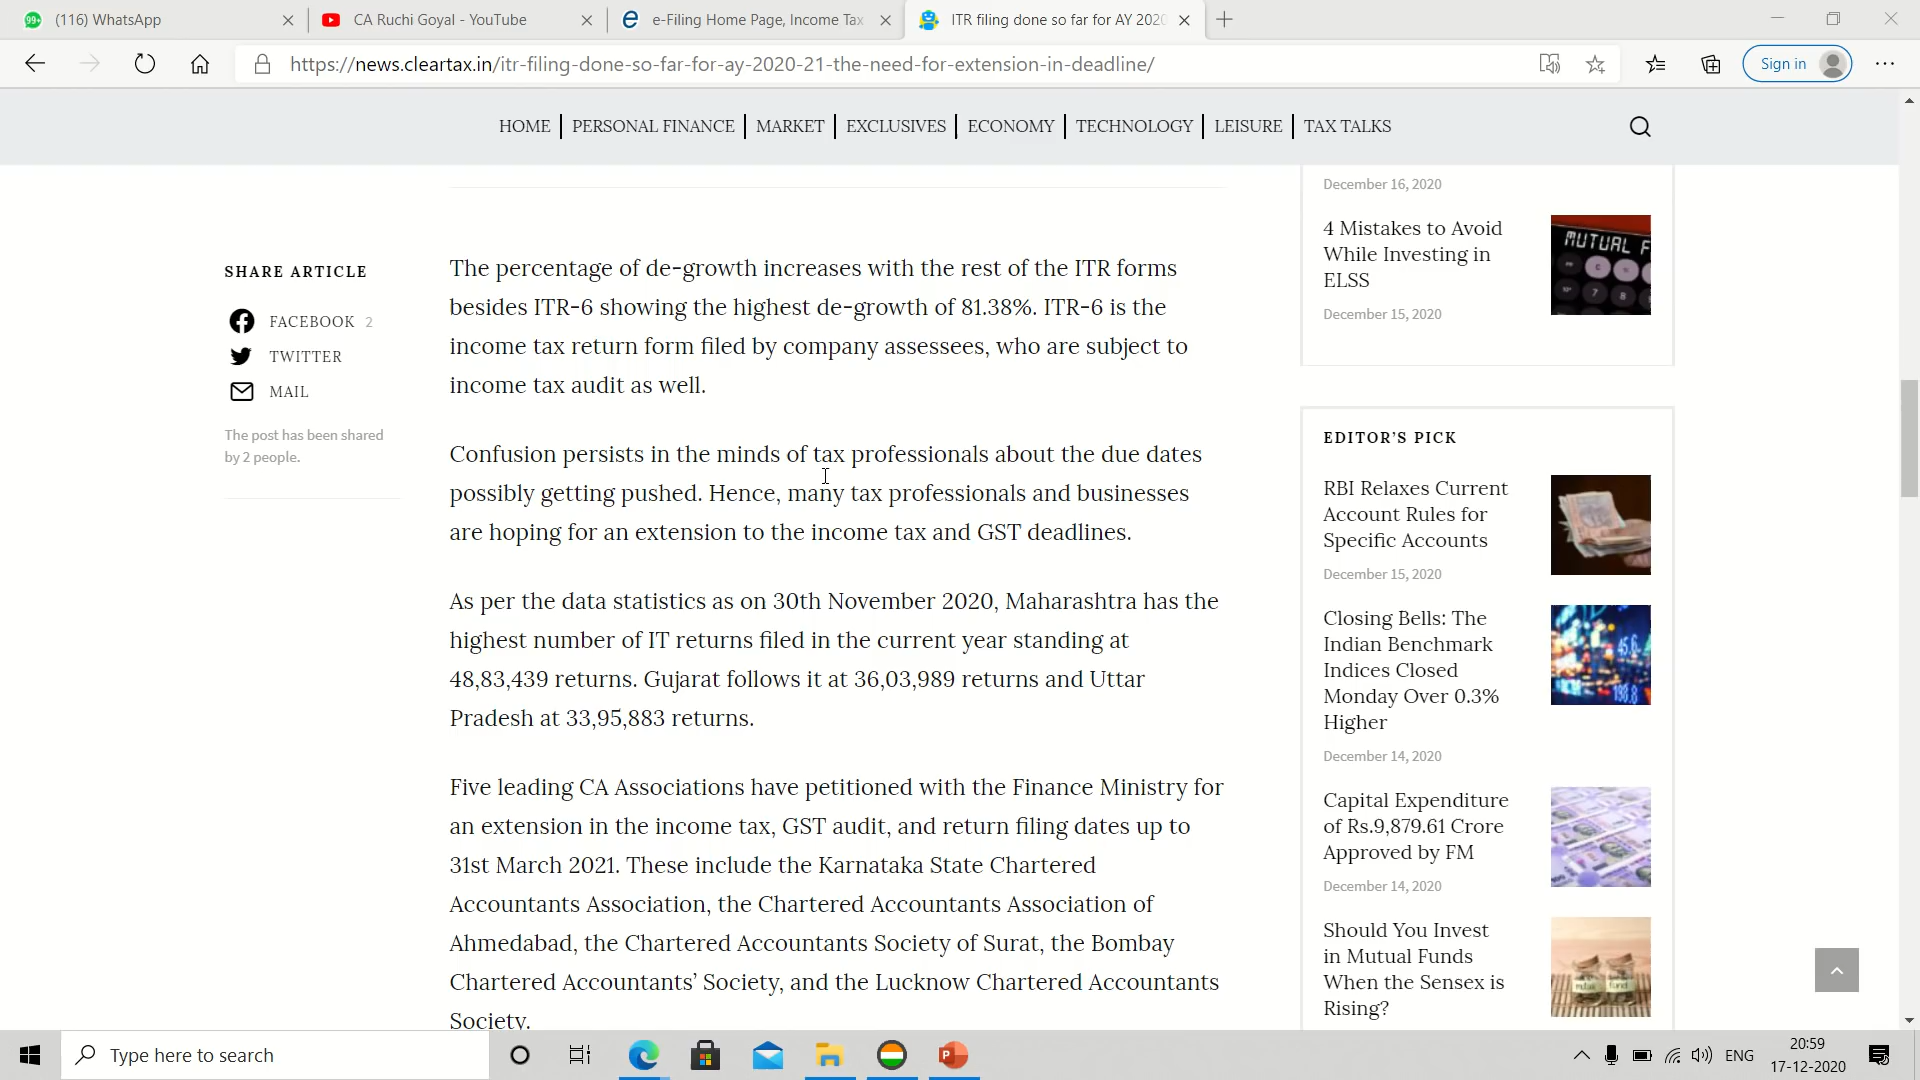 (116) WhatsApp
CA Ruchi Goyal - YouTube
e-Filing Home Page, Income Tax
ITR filing done so far for AY 2020
https://news.cleartax.in/itr-filing-done-so-far-for-ay-2020-21-the-need-for-extension-in-deadline/
Sign in
HOME
PERSONAL FINANCE
MARKET
EXCLUSIVES
ECONOMY
TECHNOLOGY
LEISURE
TAX TALKS
SHARE ARTICLE
FACEBOOK 2
TWITTER
MAIL
The post has been shared
by 2 people.
The percentage of de-growth increases with the rest of the ITR forms
besides ITR-6 showing the highest de-growth of 81.38%. ITR-6 is the
income tax return form filed by company assessees, who are subject to
income tax audit as well.
Confusion persists in the minds of tax professionals about the due dates
possibly getting pushed. Hence, many tax professionals and businesses
are hoping for an extension to the income tax and GST deadlines.
As per the data statistics as on 30th November 2020, Maharashtra has the
highest number of IT returns filed in the current year standing at
48,83,439 returns. Gujarat follows it at 36,03,989 returns and Uttar
Pradesh at 33,95,883 returns.
Five leading CA Associations have petitioned with the Finance Ministry for
an extension in the income tax, GST audit, and return filing dates up to
31st March 2021. These include the Karnataka State Chartered
Accountants Association, the Chartered Accountants Association of
Ahmedabad, the Chartered Accountants Society of Surat, the Bombay
Chartered Accountants’ Society, and the Lucknow Chartered Accountants
Society.
December 16, 2020
4 Mistakes to Avoid
While Investing in
ELSS
December 15, 2020
MUTUAL F
EDITOR’S PICK
RBI Relaxes Current
Account Rules for
Specific Accounts
December 15, 2020
Closing Bells: The
Indian Benchmark
Indices Closed
Monday Over 0.3%
Higher
December 14, 2020
Capital Expenditure
of Rs.9,879.61 Crore
Approved by FM
December 14, 2020
Should You Invest
in Mutual Funds
When the Sensex is
Rising?
Type here to search
ENG
20:59
17-12-2020